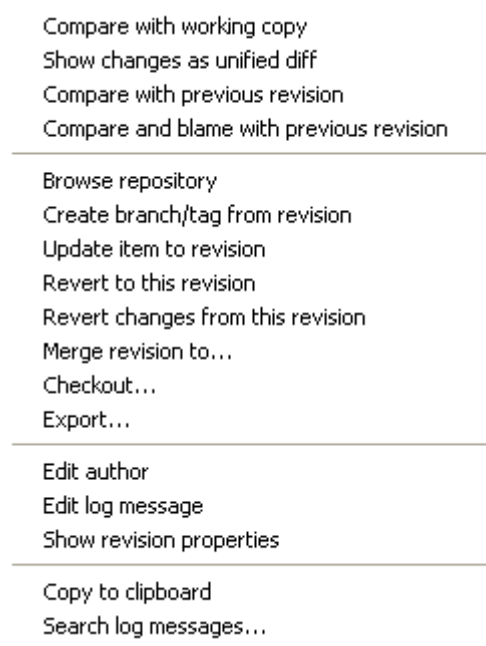 Compare with working copy
Show changes as unified diff
Compare with previous revision
Compare and blame with previous revision
Browse repository
Create branch/tag from revision
Update item to revision
Revert to this revision
Revert changes from this revision
Merge revision to...
Checkout...
Export...
Edit author
Edit log message
Show revision properties
Copy to clipboard
Search log messages...